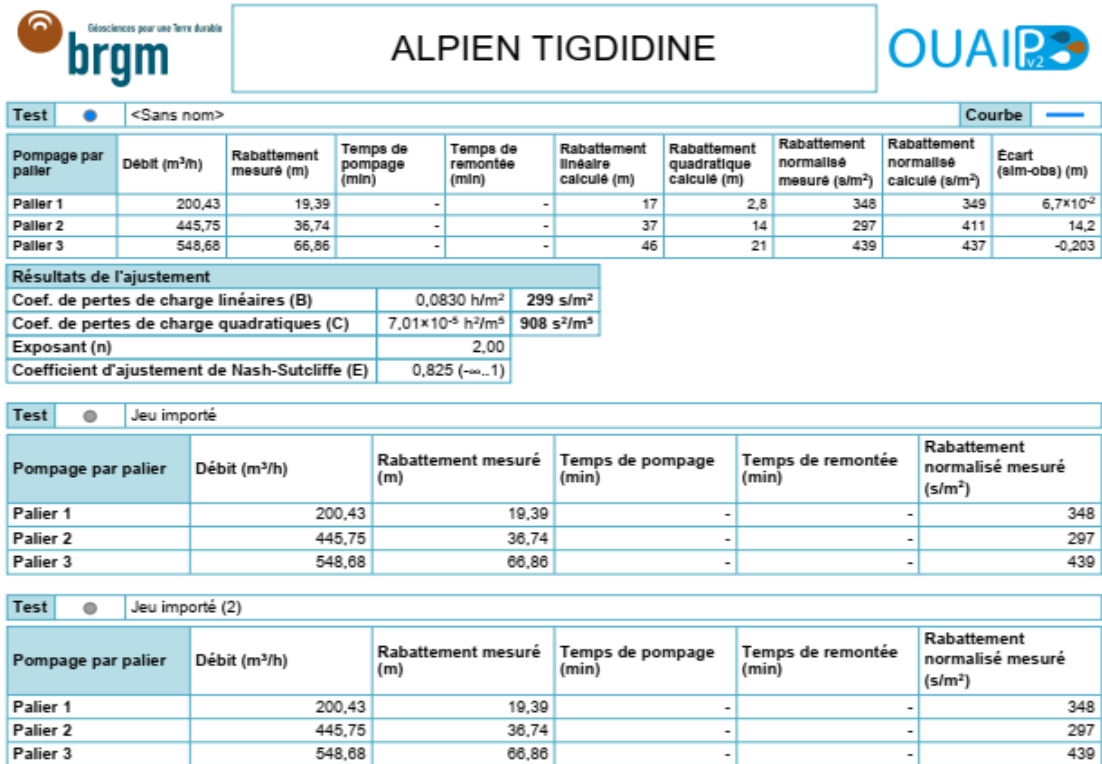 Géosciences pour une Terre durable
brgm
ALPIEN TIGDIDINE
OUAIP v2
Test <Sans nom> Courbe
Pompage par palier Débit (m³/h) Rabattement mesuré (m) Temps de pompage (min) Temps de remontée (min) Rabattement linéaire calculé (m) Rabattement quadratique calculé (m) Rabattement normalisé mesuré (s/m²) Rabattement normalisé calculé (s/m²) Écart (sim-obs) (m)
Palier 1 200,43 19,39 - - 17 2,8 348 349 6,7×10⁻²
Palier 2 445,75 36,74 - - 37 14 297 411 14,2
Palier 3 548,68 66,86 - - 46 21 439 437 -0,203
Résultats de l'ajustement
Coef. de pertes de charge linéaires (B) 0,0830 h/m² 299 s/m²
Coef. de pertes de charge quadratiques (C) 7,01×10⁻⁵ h²/m⁵ 908 s²/m⁵
Exposant (n) 2,00
Coefficient d'ajustement de Nash-Sutcliffe (E) 0,825 (-∞..1)
Test Jeu importé
Pompage par palier Débit (m³/h) Rabattement mesuré (m) Temps de pompage (min) Temps de remontée (min) Rabattement normalisé mesuré (s/m²)
Palier 1 200,43 19,39 - - 348
Palier 2 445,75 36,74 - - 297
Palier 3 548,68 66,86 - - 439
Test Jeu importé (2)
Pompage par palier Débit (m³/h) Rabattement mesuré (m) Temps de pompage (min) Temps de remontée (min) Rabattement normalisé mesuré (s/m²)
Palier 1 200,43 19,39 - - 348
Palier 2 445,75 36,74 - - 297
Palier 3 548,68 66,86 - - 439